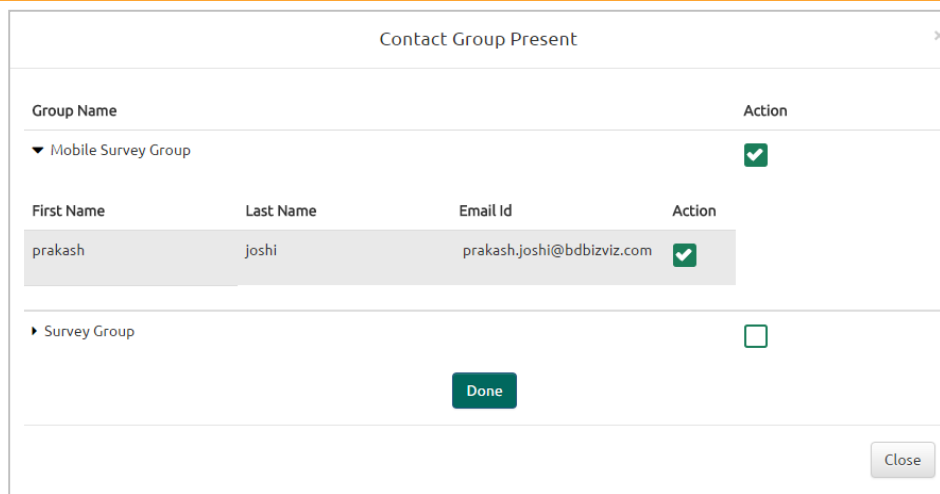 Contact Group Present
×
Group Name Action
Mobile Survey Group
First Name Last Name Email Id Action
prakash joshi prakash.joshi@bdbizviz.com
Survey Group
Done
Close